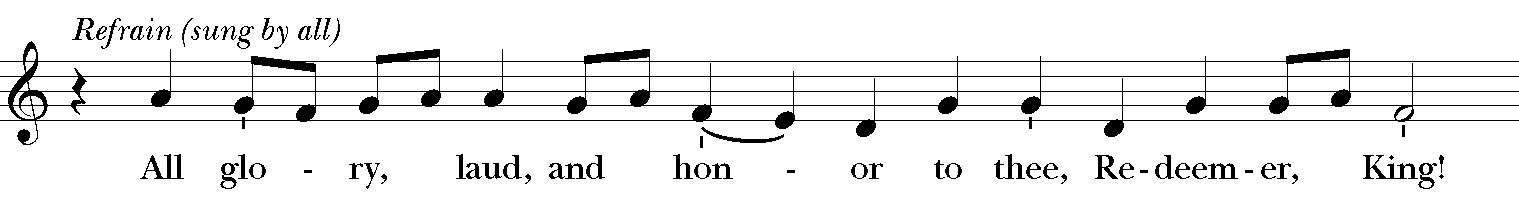 Refrain (sung by all)
All glo - ry, laud, and hon - or to thee, Re-deem-er, King!